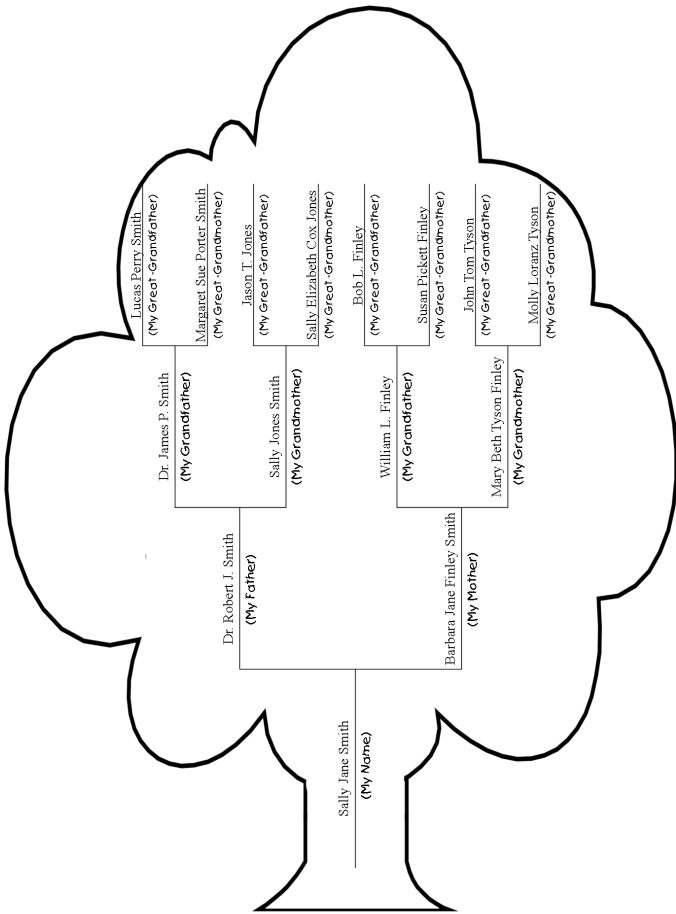 Lucas Perry Smith
(My Great-Grandfather)
Margaret Sue Porter Smith
(My Great-Grandmother)
Jason T. Jones
(My Great-Grandfather)
Sally Elizabeth Cox Jones
(My Great-Grandmother)
Bob L. Finley
(My Great-Grandfather)
Susan Pickett Finley
(My Great-Grandmother)
John Tom Tyson
(My Great-Grandfather)
Molly Loranz Tyson
(My Great-Grandmother)
Dr. James P. Smith
(My Grandfather)
Sally Jones Smith
(My Grandmother)
William L. Finley
(My Grandfather)
Mary Beth Tyson Finley
(My Grandmother)
Dr. Robert J. Smith
(My Father)
Barbara Jane Finley Smith
(My Mother)
Sally Jane Smith
(My Name)